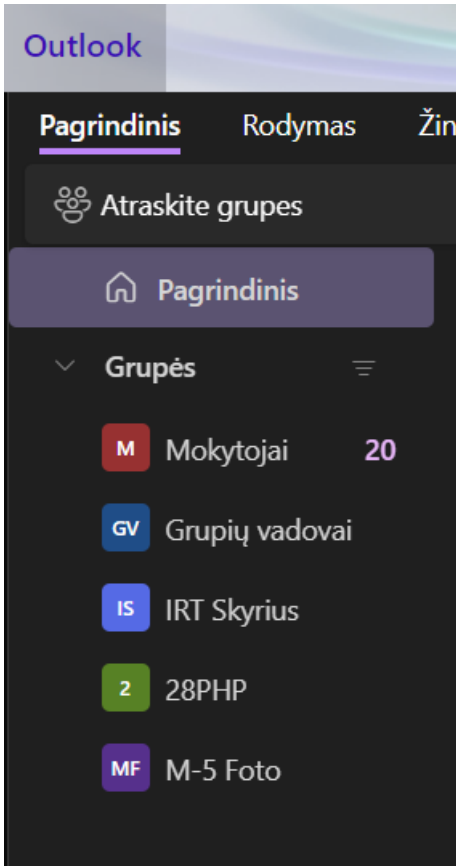 Outlook
Pagrindinis Rodymas Žin
Atraskite grupes
Pagrindinis
Grupės
M Mokytojai 20
GV Grupių vadovai
IS IRT Skyrius
2 28PHP
MF M-5 Foto